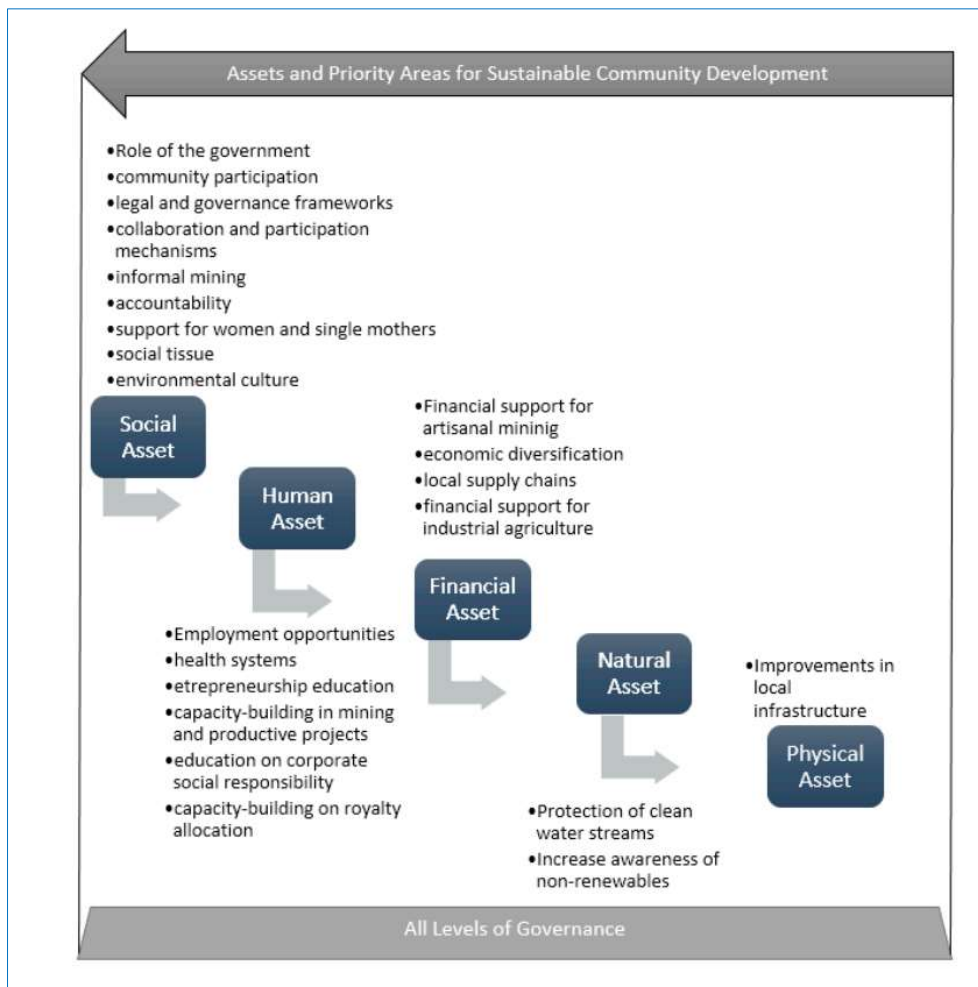 Assets and Priority Areas for Sustainable Community Development
•Role of the government
•community participation
•legal and governance frameworks
•collaboration and participation
mechanisms
•informal mining
•accountability
•support for women and single mothers
•social tissue
•environmental culture
Social
Asset
•Financial support for
artisanal mininig
•economic diversification
•local supply chains
•financial support for
industrial agriculture
Human
Asset
Financial
Asset
•Employment opportunities
•health systems
•etrepreneurship education
•capacity-building in mining
and productive projects
•education on corporate
social responsibility
•capacity-building on royalty
allocation
Natural
Asset
•Improvements in
local
infrastructure
Physical
Asset
•Protection of clean
water streams
•Increase awareness of
non-renewables
All Levels of Governance